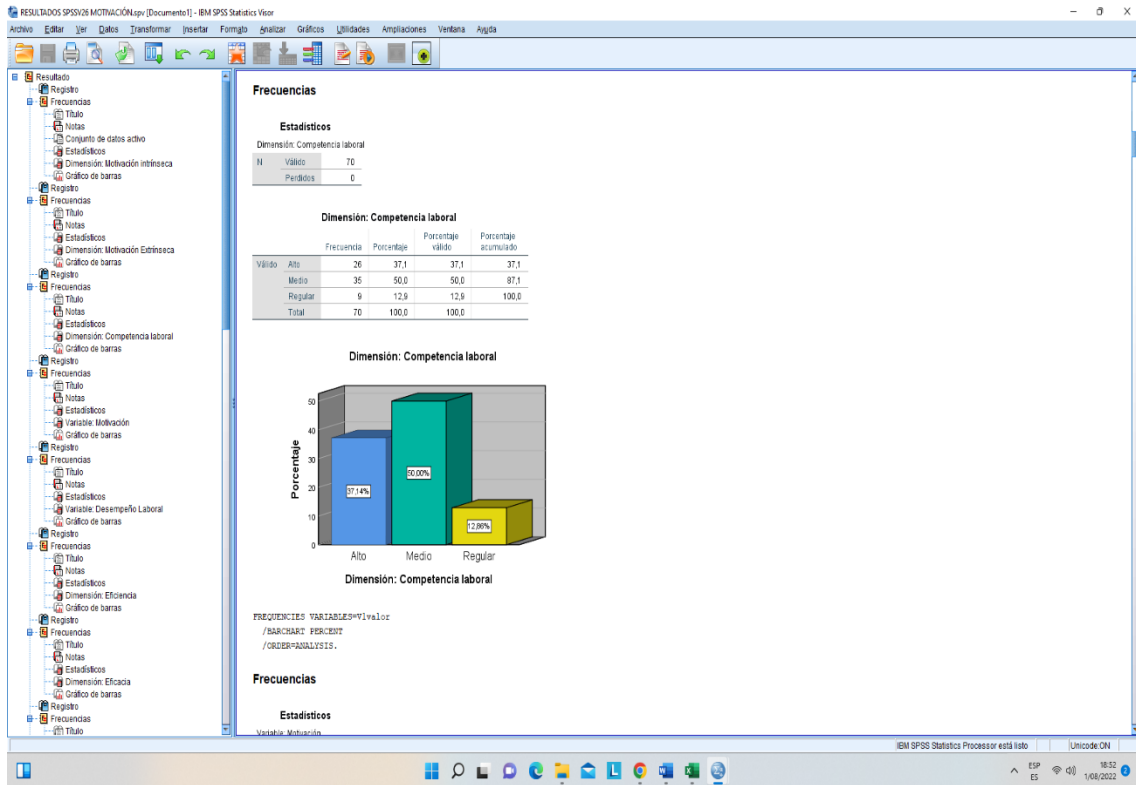 RESULTADOS SPSSV26 MOTIVACIÓN.spv [Documento1] - IBM SPSS Statistics Visor
Archivo Editar Ver Datos Transformar Insertar Formato Analizar Gráficos Utilidades Ampliaciones Ventana Ayuda
Resultado
Registro
Frecuencias
Título
Notas
Conjunto de datos activo
Estadísticos
Dimensión: Motivación intrínseca
Gráfico de barras
Registro
Frecuencias
Título
Notas
Estadísticos
Dimensión: Motivación Extrínseca
Gráfico de barras
Registro
Frecuencias
Título
Notas
Estadísticos
Dimensión: Competencia laboral
Gráfico de barras
Registro
Frecuencias
Título
Notas
Estadísticos
Variable: Motivación
Gráfico de barras
Registro
Frecuencias
Título
Notas
Estadísticos
Variable: Desempeño Laboral
Gráfico de barras
Registro
Frecuencias
Título
Notas
Estadísticos
Dimensión: Eficiencia
Gráfico de barras
Registro
Frecuencias
Título
Notas
Estadísticos
Dimensión: Eficacia
Gráfico de barras
Registro
Frecuencias
Título
Frecuencias
Estadísticos
Dimensión: Competencia laboral
N Válido 70
Perdidos 0
Dimensión: Competencia laboral
Frecuencia Porcentaje Porcentaje válido Porcentaje acumulado
Válido Alto 26 37,1 37,1 37,1
Medio 35 50,0 50,0 87,1
Regular 9 12,9 12,9 100,0
Total 70 100,0 100,0
Dimensión: Competencia laboral
Porcentaje
50
40
30
20
10
0
37,14%
50,00%
12,86%
Alto Medio Regular
Dimensión: Competencia laboral
FREQUENCIES VARIABLES=V1valor
/BARCHART PERCENT
/ORDER=ANALYSIS.
Frecuencias
Estadísticos
Variable: Motivación
IBM SPSS Statistics Processor está listo Unicode:ON
ESP
ES
18:52
1/08/2022
2